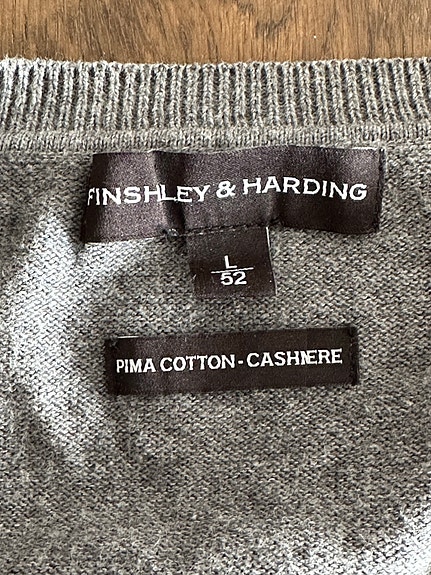 FINSHLEY & HARDING
L
52
PIMA COTTON - CASHMERE